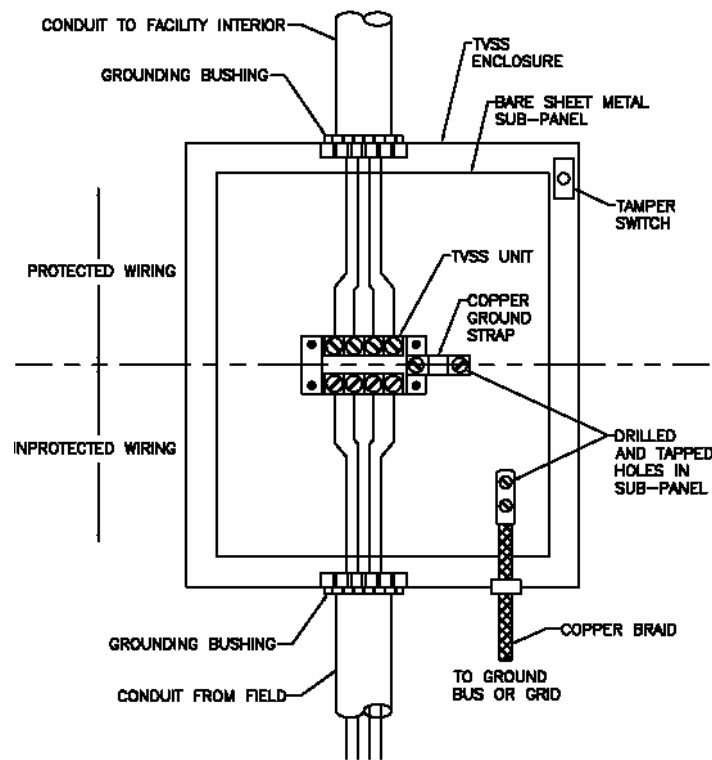 CONDUIT TO FACILITY INTERIOR
GROUNDING BUSHING
TVSS
ENCLOSURE
BARE SHEET METAL
SUB-PANEL
TAMPER
SWITCH
PROTECTED WIRING
TVSS UNIT
COPPER
GROUND
STRAP
NPROTECTED WIRING
DRILLED
AND TAPPED
HOLES IN
SUB-PANEL
GROUNDING BUSHING
COPPER BRAID
CONDUIT FROM FIELD
TO GROUND
BUS OR GRID